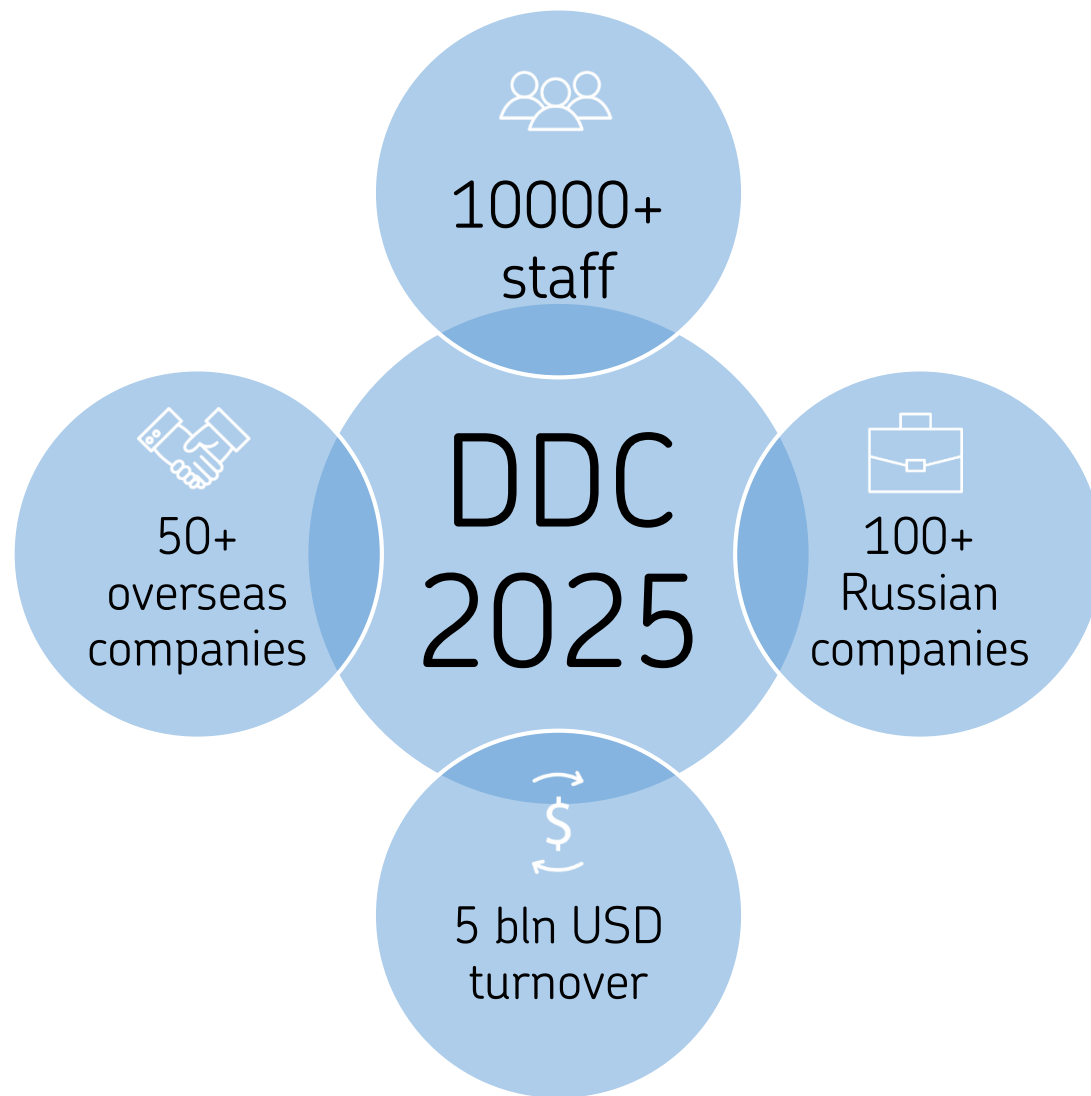 10000+
staff
DDC
2025
50+
overseas
companies
100+
Russian
companies
$
5 bln USD
turnover